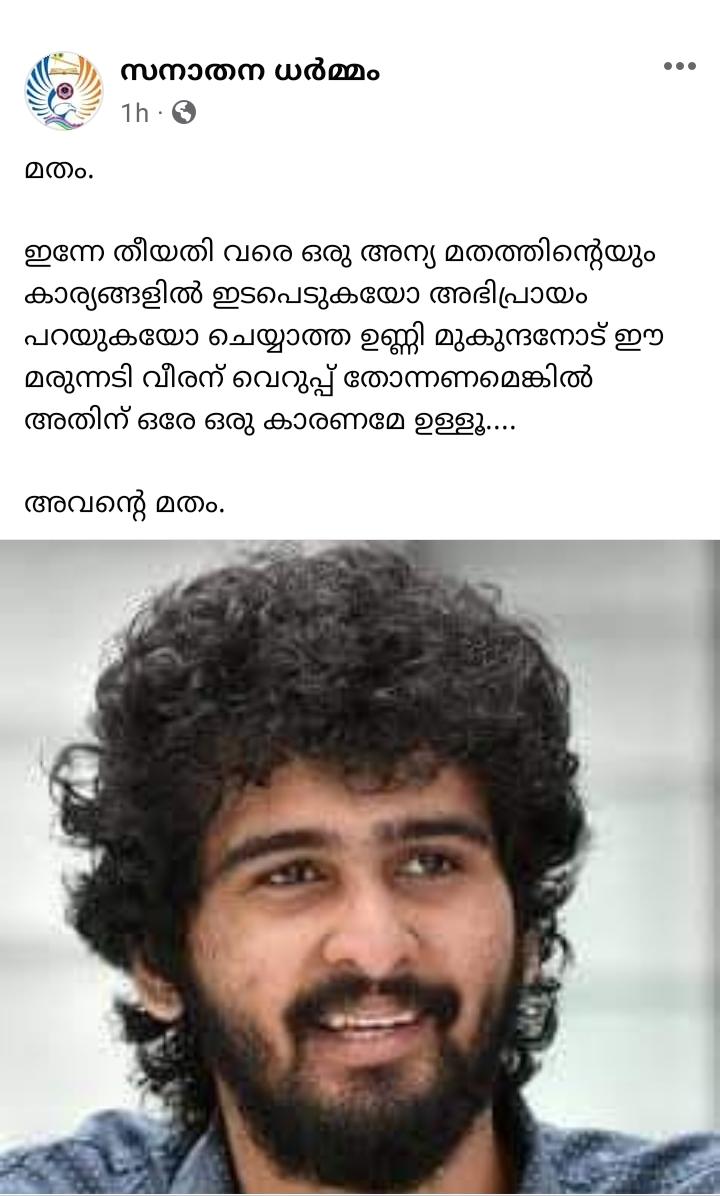 സനാതന ധർമ്മം
1h ·
മതം.
ഇന്നേ തീയതി വരെ ഒരു അന്യ മതത്തിന്റെയും
കാര്യങ്ങളിൽ ഇടപെടുകയോ അഭിപ്രായം
പറയുകയോ ചെയ്യാത്ത ഉണ്ണി മുകുന്ദനോട് ഈ
മരുന്നടി വീരന് വെറുപ്പ് തോന്നണമെങ്കിൽ
അതിന് ഒരേ ഒരു കാരണമേ ഉള്ളൂ....
അവന്റെ മതം.